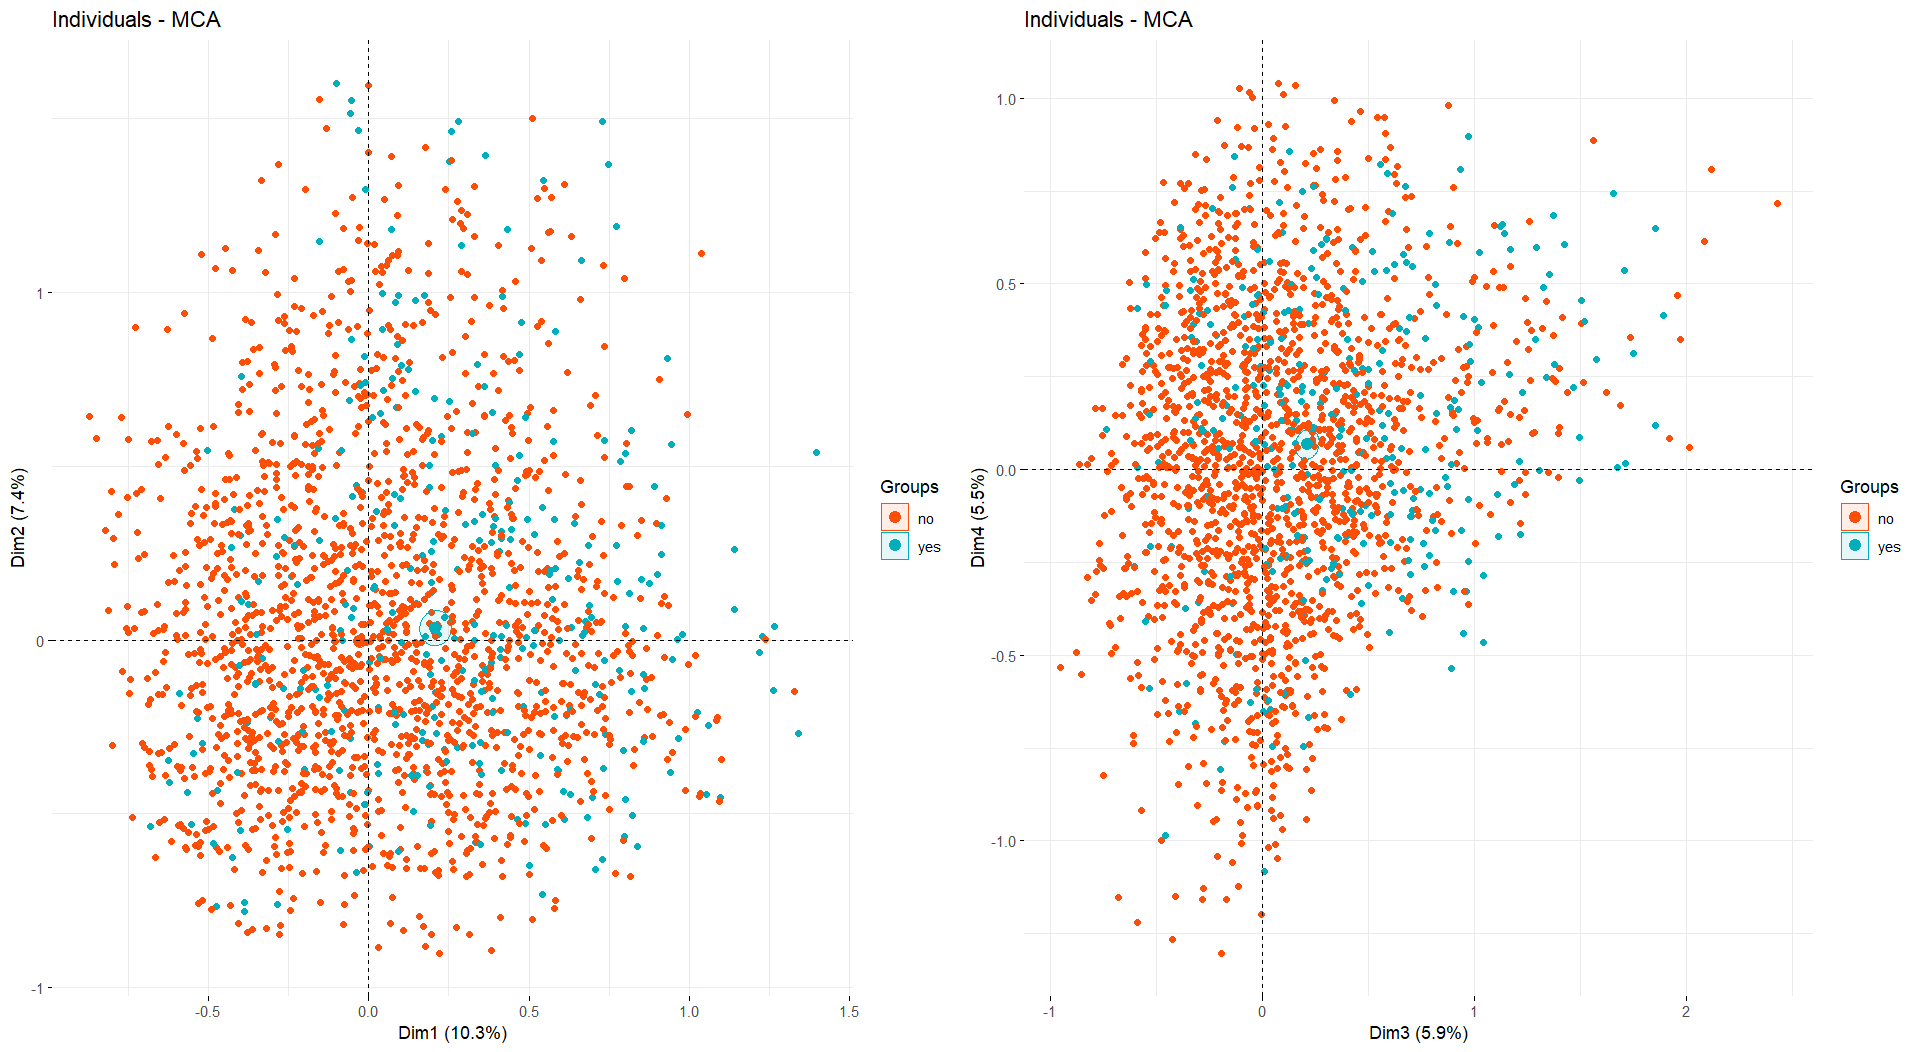 Individuals - MCA
Dim2 (7.4%)
1
0
-1
-0.5
0.0
0.5
1.0
1.5
Dim1 (10.3%)
Groups
no
yes
Individuals - MCA
Dim4 (5.5%)
1.0
0.5
0.0
-0.5
-1.0
-1
0
1
2
Dim3 (5.9%)
Groups
no
yes